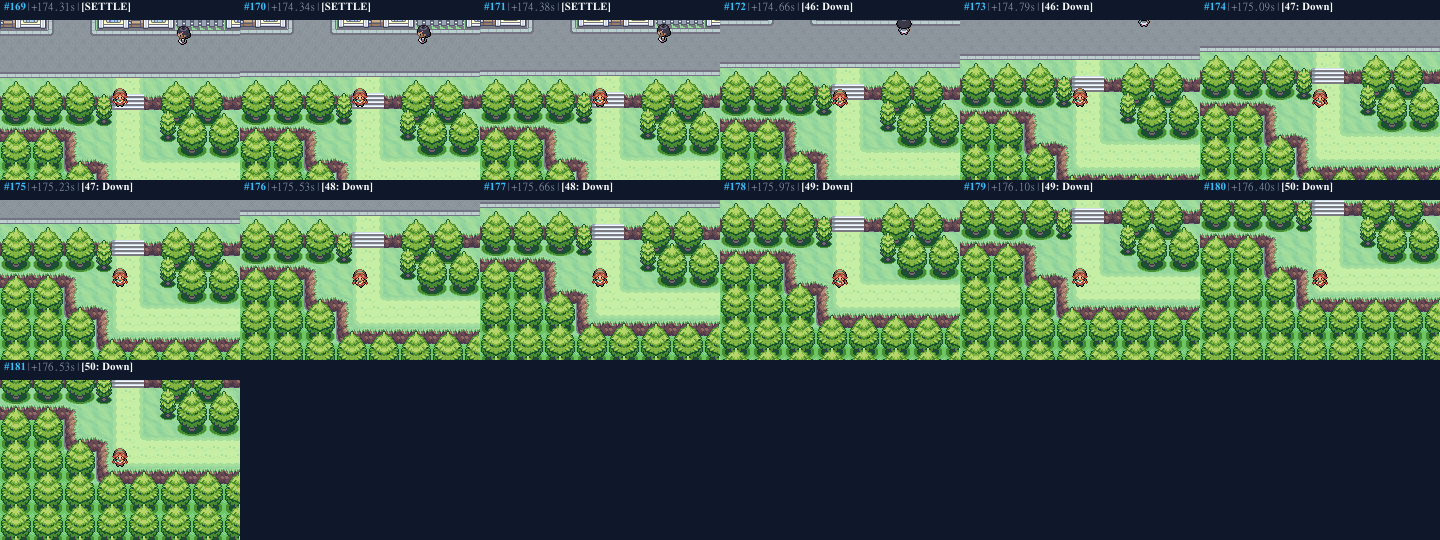 #169|+174.31s|[SETTLE]
#170|+174.34s|[SETTLE]
#171|+174.38s|[SETTLE]
#172|+174.66s|[46: Down]
#173|+174.79s|[46: Down]
#174|+175.09s|[47: Down]
#175|+175.23s|[47: Down]
#176|+175.53s|[48: Down]
#177|+175.66s|[48: Down]
#178|+175.97s|[49: Down]
#179|+176.10s|[49: Down]
#180|+176.40s|[50: Down]
#181|+176.53s|[50: Down]